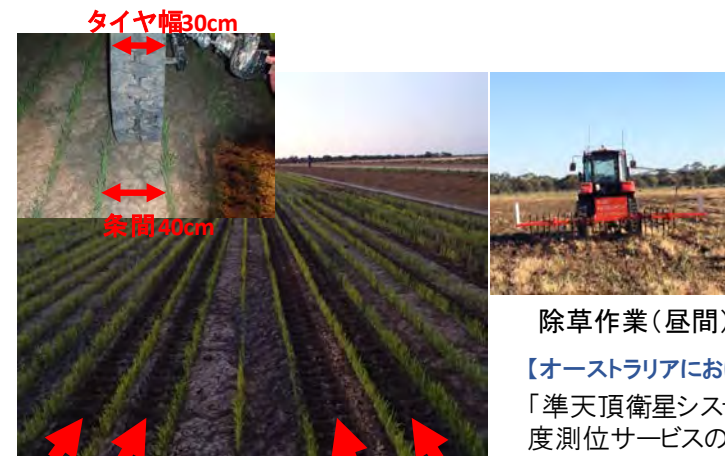 タイヤ幅30cm
条間40cm
除草作業(昼間)
【オーストラリアにお
「準天頂衛星シス
度測位サービスの